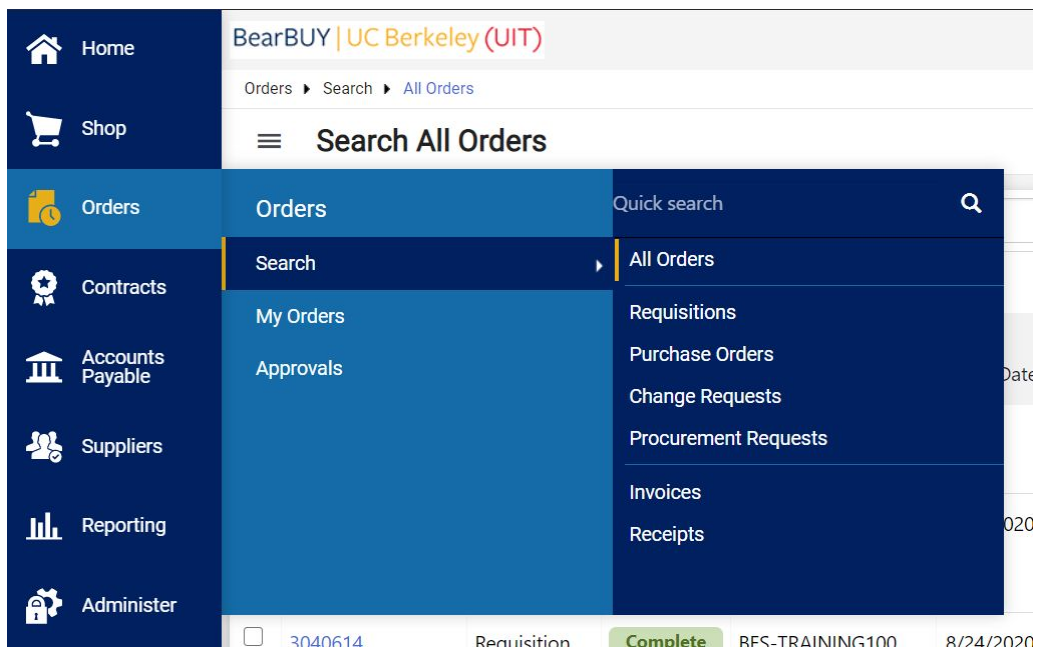 Home
Shop
Orders
Contracts
Accounts
Payable
Suppliers
Reporting
Administer
BearBUY | UC Berkeley (UIT)
Orders Search All Orders
Search All Orders
Orders
Search
My Orders
Approvals
Quick search
All Orders
Requisitions
Purchase Orders
Change Requests
Procurement Requests
Invoices
Receipts
Date
020
3040614 Requisition Complete BFS-TRAINING100 8/24/2020